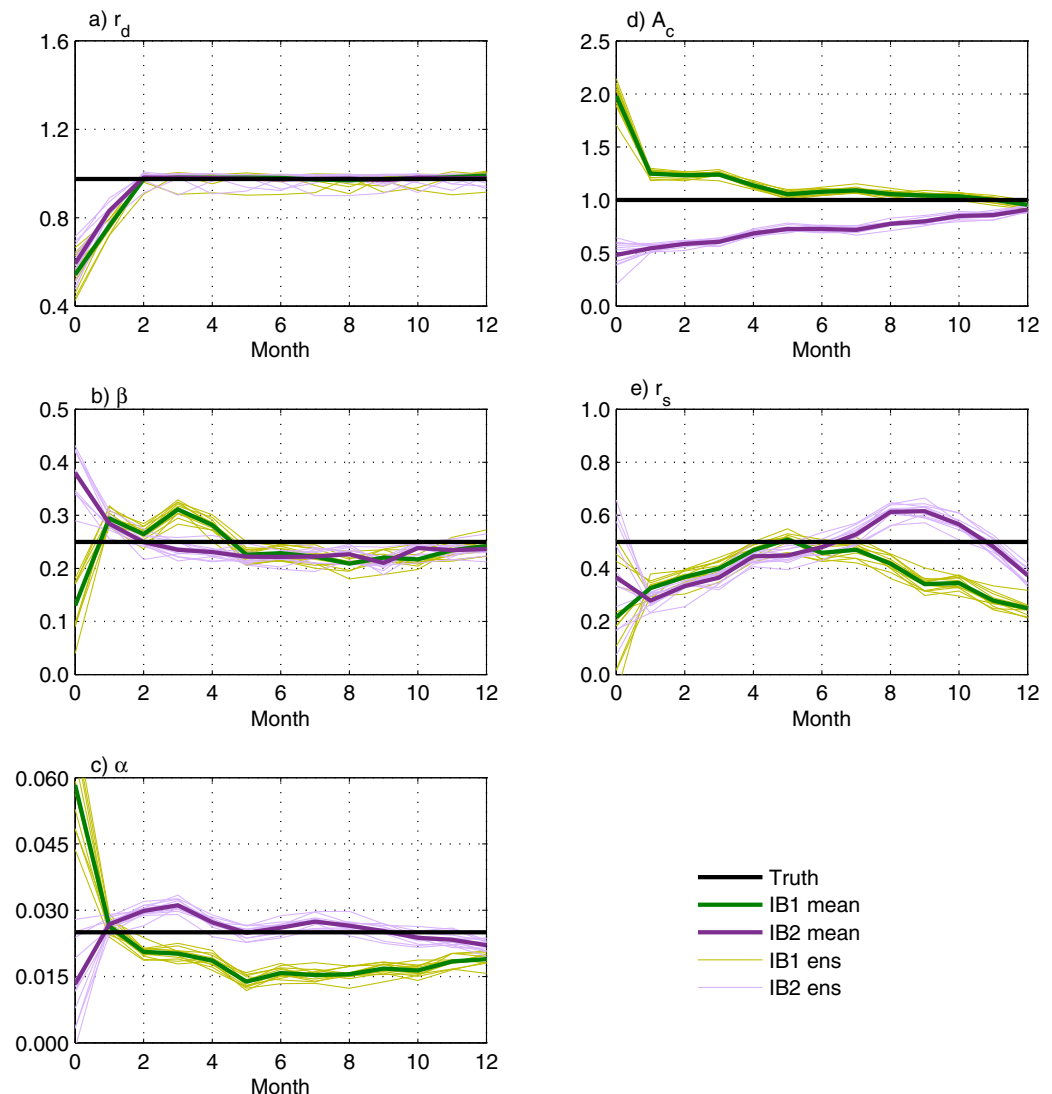 a) r_d
1.6
1.2
0.8
0.4
0 2 4 6 8 10 12
Month
d) A_c
2.5
2.0
1.5
1.0
0.5
0.0
0 2 4 6 8 10 12
Month
b) β
0.5
0.4
0.3
0.2
0.1
0.0
0 2 4 6 8 10 12
Month
e) r_s
1.0
0.8
0.6
0.4
0.2
0.0
0 2 4 6 8 10 12
Month
c) α
0.060
0.045
0.030
0.015
0.000
0 2 4 6 8 10 12
Month
Truth
IB1 mean
IB2 mean
IB1 ens
IB2 ens